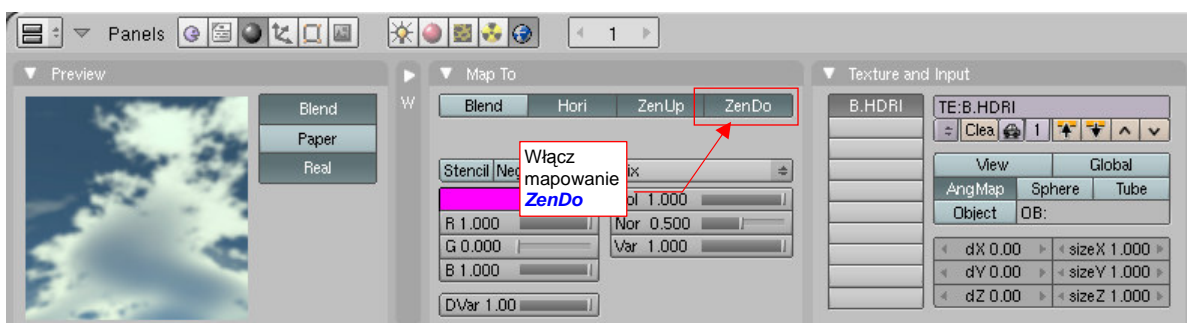 Panels 1
Preview
Blend
Paper
Real
W
Map To
Blend Hori ZenUp ZenDo
Stencil
R 1.000
G 0.000
B 1.000
DVar 1.00
Nor 0.500
Var 1.000
Włącz
mapowanie
ZenDo
Texture and Input
B.HDRI
TE:B.HDRI
Clea 1
View Global
AngMap Sphere Tube
Object OB:
dX 0.00 sizeX 1.000
dY 0.00 sizeY 1.000
dZ 0.00 sizeZ 1.000